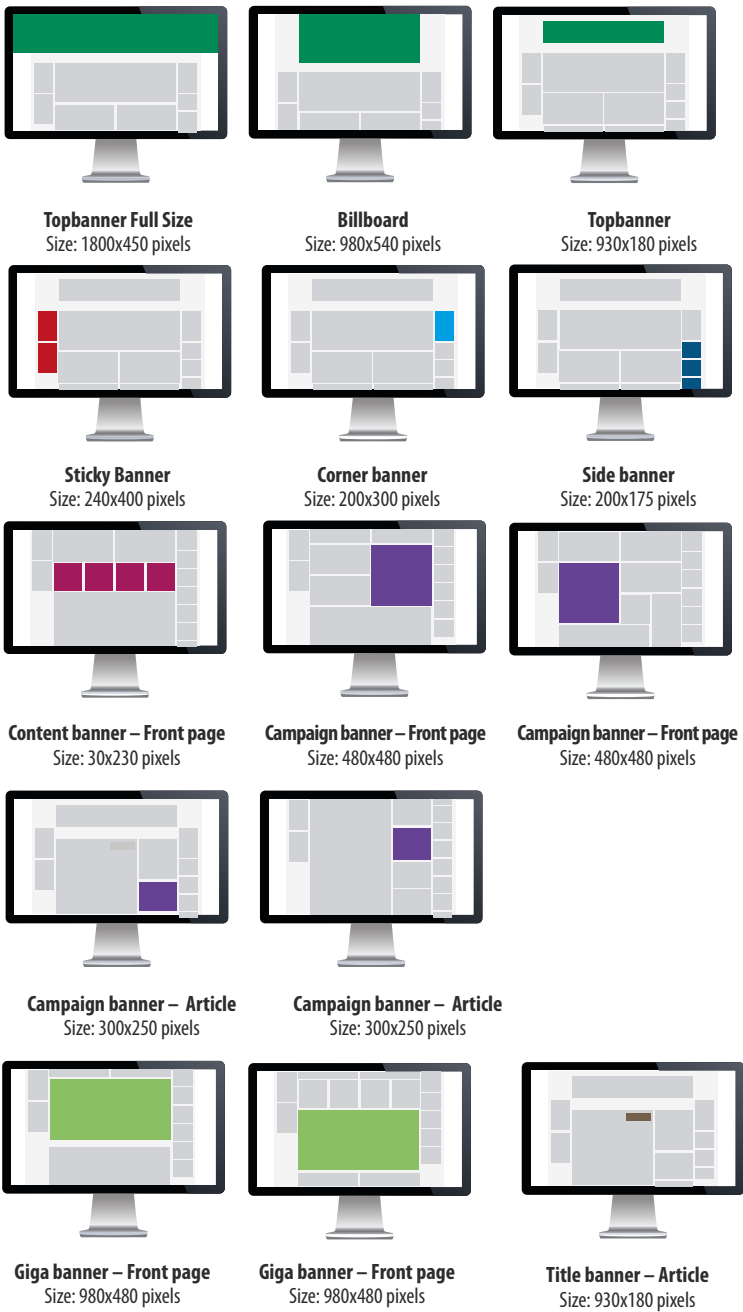 Topbanner Full Size
Size: 1800x450 pixels
Billboard
Size: 980x540 pixels
Topbanner
Size: 930x180 pixels
Sticky Banner
Size: 240x400 pixels
Corner banner
Size: 200x300 pixels
Side banner
Size: 200x175 pixels
Content banner – Front page
Size: 30x230 pixels
Campaign banner – Front page
Size: 480x480 pixels
Campaign banner – Front page
Size: 480x480 pixels
Campaign banner – Article
Size: 300x250 pixels
Campaign banner – Article
Size: 300x250 pixels
Giga banner – Front page
Size: 980x480 pixels
Giga banner – Front page
Size: 980x480 pixels
Title banner – Article
Size: 930x180 pixels